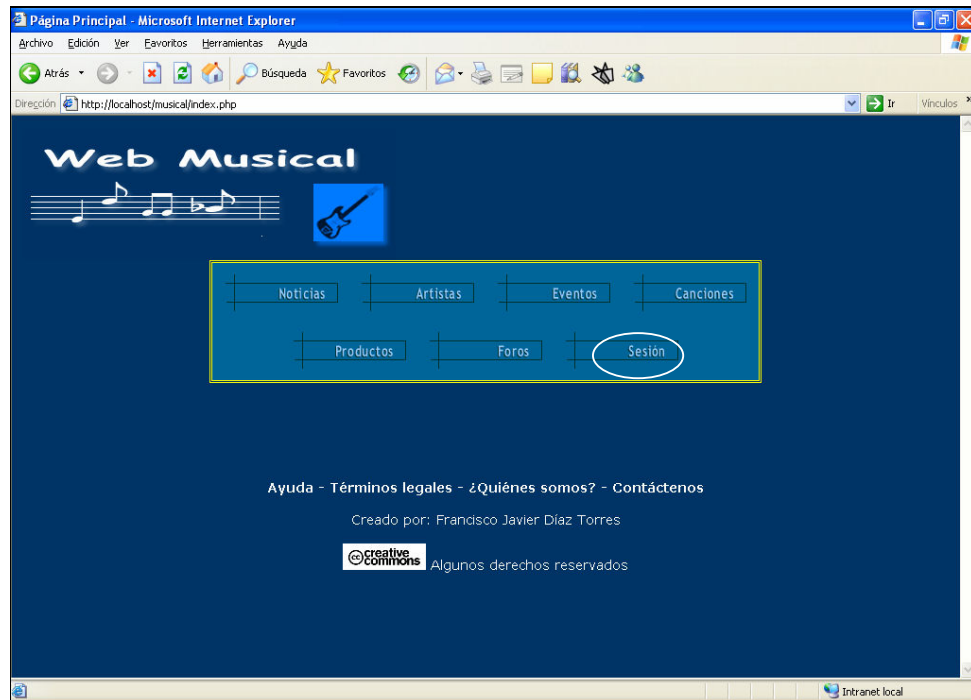 Página Principal - Microsoft Internet Explorer
Archivo Edición Ver Favoritos Herramientas Ayuda
Atrás Búsqueda Favoritos
Dirección http://localhost/musical/index.php Ir Vínculos »
Web Musical
Noticias Artistas Eventos Canciones
Productos Foros Sesión
Ayuda - Términos legales - ¿Quiénes somos? - Contáctenos
Creado por: Francisco Javier Díaz Torres
cc creative commons Algunos derechos reservados
Intranet local